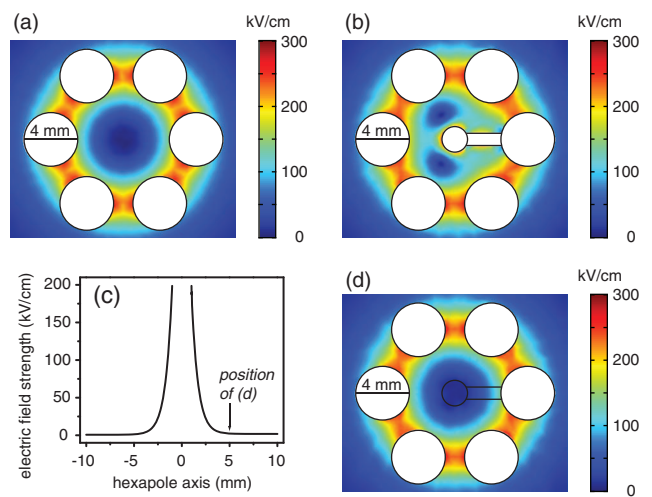 (a)
kV/cm
300
200
100
0
4 mm
(b)
kV/cm
300
200
100
0
4 mm
(c)
electric field strength (kV/cm)
200
150
100
50
0
-10
-5
0
5
10
hexapole axis (mm)
position
of (d)
(d)
kV/cm
300
200
100
0
4 mm